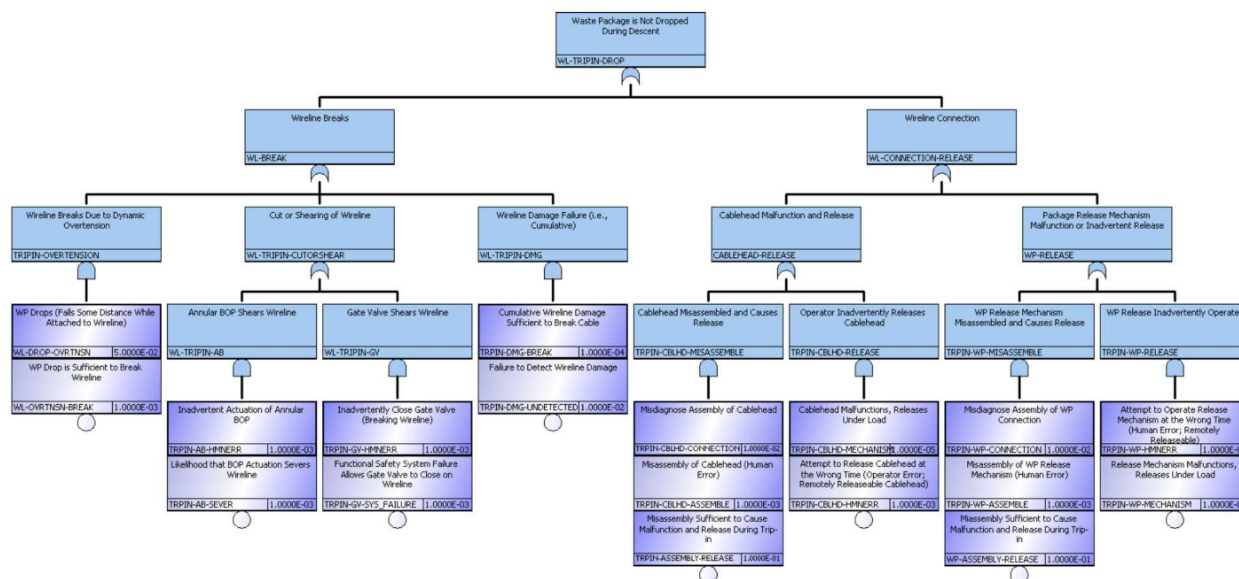 Waste Package is Not Dropped
During Descent
WL-TRIPIN-DROP
Wireline Breaks
WL-BREAK
Wireline Connection
WL-CONNECTION-RELEASE
Wireline Breaks Due to Dynamic
Overtension
TRIPIN-OVERTENSION
Cut or Shearing of Wireline
WL-TRIPIN-CUTORSHEAR
Wireline Damage Failure (i.e.,
Cumulative)
WL-TRIPIN-DMG
Cablehead Malfunction and Release
CABLEHEAD-RELEASE
Package Release Mechanism
Malfunction or Inadvertent Release
WP-RELEASE
WP Drops (Falls Some Distance While
Attached to Wireline)
WL-DROP-OVRTNSN 5.0000E-02
WP Drop is Sufficient to Break
Wireline
WL-OVRTNSN-BREAK 1.0000E-03
Annular BOP Shears Wireline
WL-TRIPIN-AB
Gate Valve Shears Wireline
WL-TRIPIN-GV
Cumulative Wireline Damage
Sufficient to Break Cable
TRPIN-DMG-BREAK 1.0000E-04
Failure to Detect Wireline Damage
TRPIN-DMG-UNDETECTED 1.0000E-02
Cablehead Misassembled and Causes
Release
TRPIN-CBLHD-MISASSEMBLE
Operator Inadvertently Releases
Cablehead
TRPIN-CBLHD-RELEASE
WP Release Mechanism
Misassembled and Causes Release
TRPIN-WP-MISASSEMBLE
WP Release Inadvertently Operate
TRPIN-WP-RELEASE
Inadvertent Actuation of Annular
BOP
TRPIN-AB-HMNERR 1.0000E-03
Likelihood that BOP Actuation Severs
Wireline
TRPIN-AB-SEVER 1.0000E-03
Inadvertently Close Gate Valve
(Breaking Wireline)
TRPIN-GV-HMNERR 1.0000E-03
Functional Safety System Failure
Allows Gate Valve to Close on
Wireline
TRPIN-GV-SYS_FAILURE 1.0000E-03
Misdiagnose Assembly of Cablehead
TRPIN-CBLHD-CONNECTION 1.0000E-02
Misassembly of Cablehead (Human
Error)
TRPIN-CBLHD-ASSEMBLE 1.0000E-03
Misassembly Sufficient to Cause
Malfunction and Release During Trip-
in
TRPIN-ASSEMBLY-RELEASE 1.0000E-01
Cablehead Malfunctions, Releases
Under Load
TRPIN-CBLHD-MECHANISM 1.0000E-05
Attempt to Release Cablehead at
the Wrong Time (Operator Error;
Remotely Releaseable Cablehead)
TRPIN-CBLHD-HMNERR 1.0000E-03
Misdiagnose Assembly of WP
Connection
TRPIN-WP-CONNECTION 1.0000E-02
Misassembly of WP Release
Mechanism (Human Error)
TRPIN-WP-ASSEMBLE 1.0000E-03
Miassembly Sufficient to Cause
Malfunction and Release During Trip-
in
WP-ASSEMBLY-RELEASE 1.0000E-01
Attempt to Operate Release
Mechanism at the Wrong Time
(Human Error; Remotely
Releaseable)
TRPIN-WP-HMNERR
Release Mechanism Malfunctions,
Releases Under Load
TRPIN-WP-MECHANISM